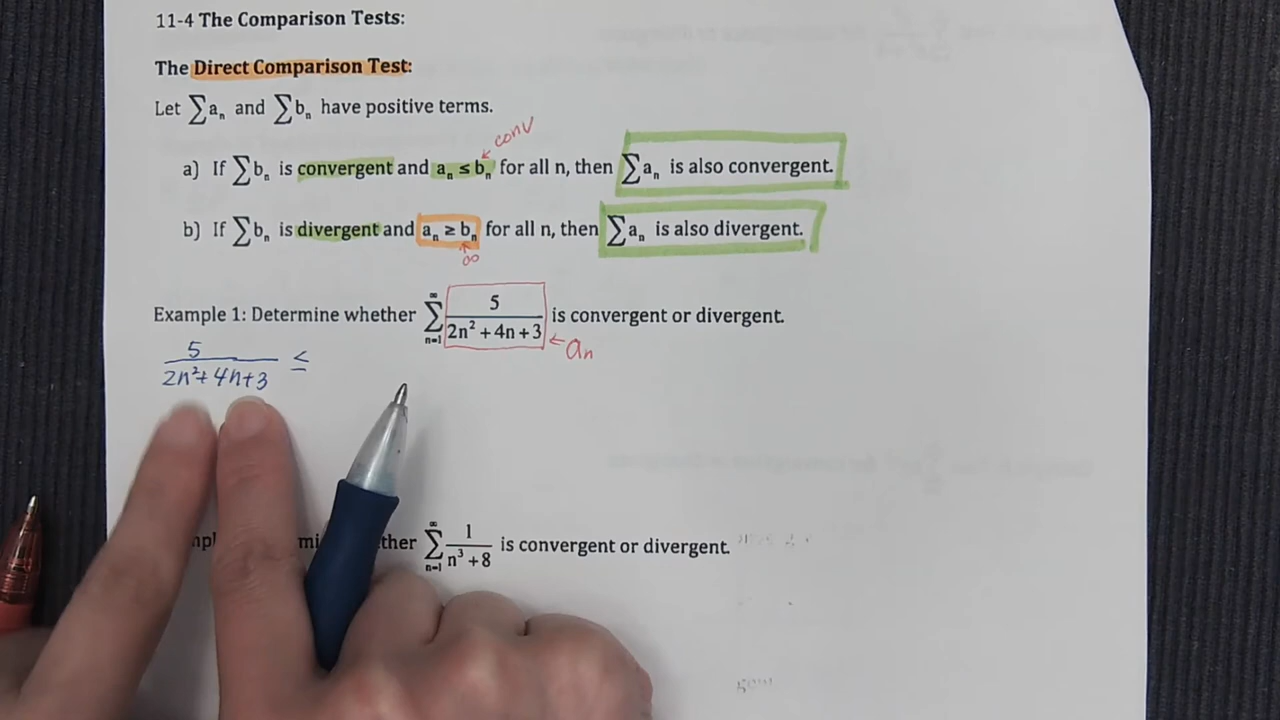 11-4 The Comparison Tests:
The Direct Comparison Test:
Let ∑aₙ and ∑bₙ have positive terms.
conv
a) If ∑bₙ is convergent and aₙ ≤ bₙ for all n, then ∑aₙ is also convergent.
b) If ∑bₙ is divergent and aₙ ≥ bₙ for all n, then ∑aₙ is also divergent.
∞
Example 1: Determine whether ∑_{n=1}^{∞} 5/(2n² + 4n + 3) is convergent or divergent.
← aₙ
5/(2n² + 4n + 3) ≤
∑_{n=1}^{∞} 1/(n³ + 8) is convergent or divergent.